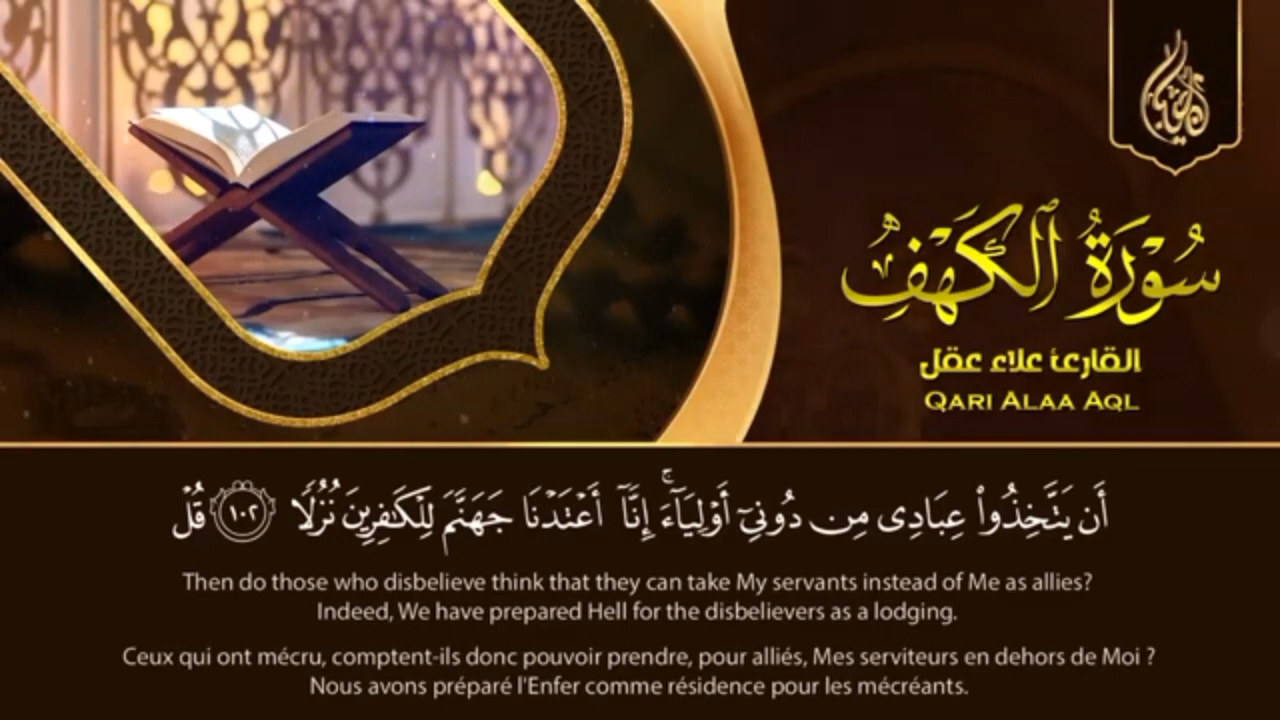 سُورَةُ ٱلْكَهْفِ
القارئ علاء عقل
QARI ALAA AQL
أَن يَتَّخِذُوا۟ عِبَادِى مِن دُونِىٓ أَوْلِيَآءَ ۚ إِنَّآ أَعْتَدْنَا جَهَنَّمَ لِلْكَـٰفِرِينَ نُزُلًا ١٠٢ قُلْ
Then do those who disbelieve think that they can take My servants instead of Me as allies?
Indeed, We have prepared Hell for the disbelievers as a lodging.
Ceux qui ont mécru, comptent-ils donc pouvoir prendre, pour alliés, Mes serviteurs en dehors de Moi ?
Nous avons préparé l'Enfer comme résidence pour les mécréants.